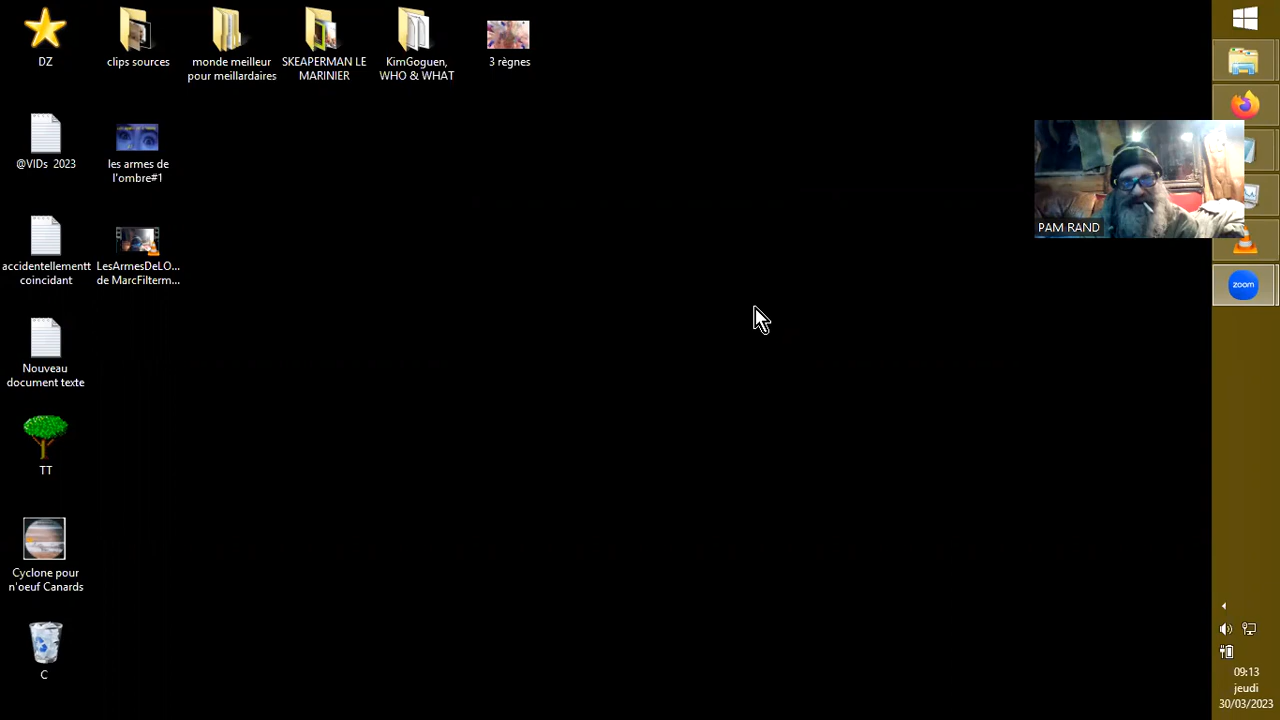 DZ
clips sources
monde meilleur
pour meillardaires
SKEAPERMAN LE
MARINIER
KimGoguen,
WHO & WHAT
3 règnes
@VIDs 2023
les armes de
l'ombre#1
PAM RAND
accidentellementt
coincidant
LesArmesDeLO...
de MarcFilterm...
zoom
Nouveau
document texte
TT
Cyclone pour
n'oeuf Canards
C
09:13
jeudi
30/03/2023